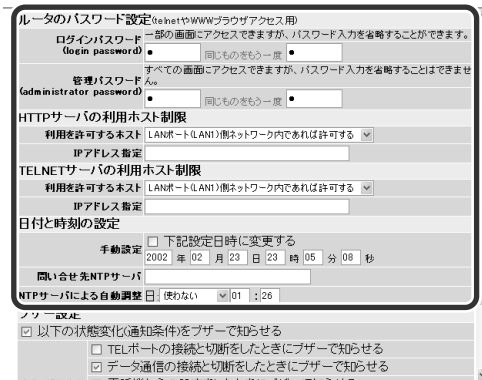 ルータのパスワード設定(telnetやWWWブラウザアクセス用)
ログインパスワード
(login password)
一部の画面にアクセスできますが、パスワード入力を省略することができます。
同じものをもう一度
管理パスワード
(administrator password)
すべての画面にアクセスできますが、パスワード入力を省略することはできません。
同じものをもう一度
HTTPサーバの利用ホスト制限
利用を許可するホスト LANポート(LAN1)側ネットワーク内であれば許可する
IPアドレス指定
TELNETサーバの利用ホスト制限
利用を許可するホスト LANポート(LAN1)側ネットワーク内であれば許可する
IPアドレス指定
日付と時刻の設定
手動設定
下記設定日時に変更する
2002 年 02 月 23 日 23 時 05 分 08 秒
問い合せ先NTPサーバ
NTPサーバによる自動調整 日: 使わない 01 : 26
ブザー設定
以下の状態変化(通知条件)をブザーで知らせる
TELポートの接続と切断をしたときにブザーで知らせる
データ通信の接続と切断をしたときにブザーで知らせる